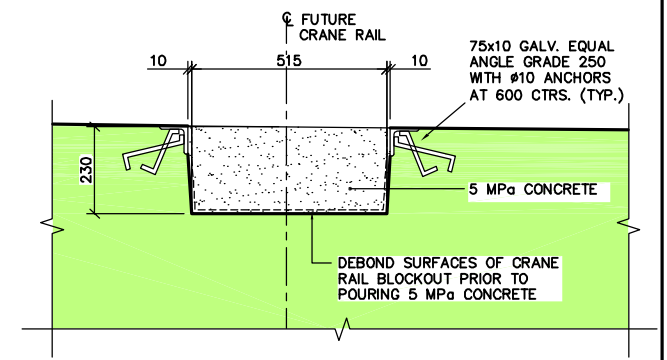 ℄ FUTURE
CRANE RAIL
10
515
10
75x10 GALV. EQUAL
ANGLE GRADE 250
WITH ø10 ANCHORS
AT 600 CTRS. (TYP.)
230
5 MPa CONCRETE
DEBOND SURFACES OF CRANE
RAIL BLOCKOUT PRIOR TO
POURING 5 MPa CONCRETE